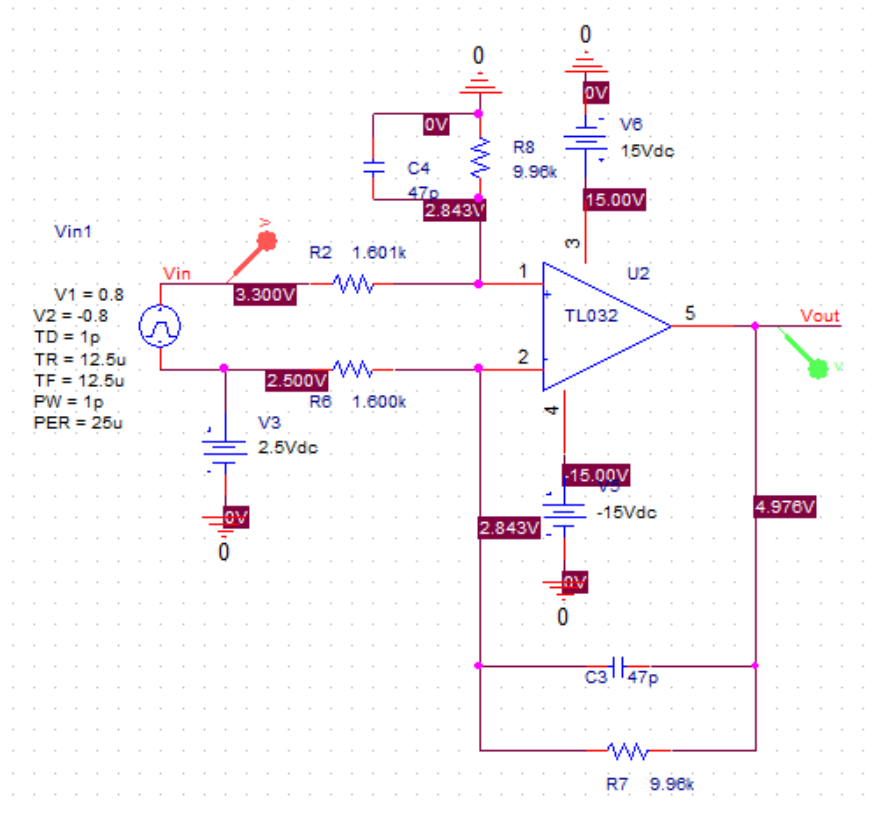 0
0
0V
V6
15Vdc
0V
R8
9.96k
C4
47p
2.843V
15.00V
3
Vin1
R2 1.601k
1
U2
Vin
3.300V
+
TL032
5
Vout
V1 = 0.8
V2 = -0.8
TD = 1p
TR = 12.5u
TF = 12.5u
PW = 1p
PER = 25u
2
-
2.500V
R6 1.600k
4
V3
2.5Vdc
-15.00V
-15Vdc
2.843V
4.976V
0V
0
0V
0
C3 47p
R7 9.96k